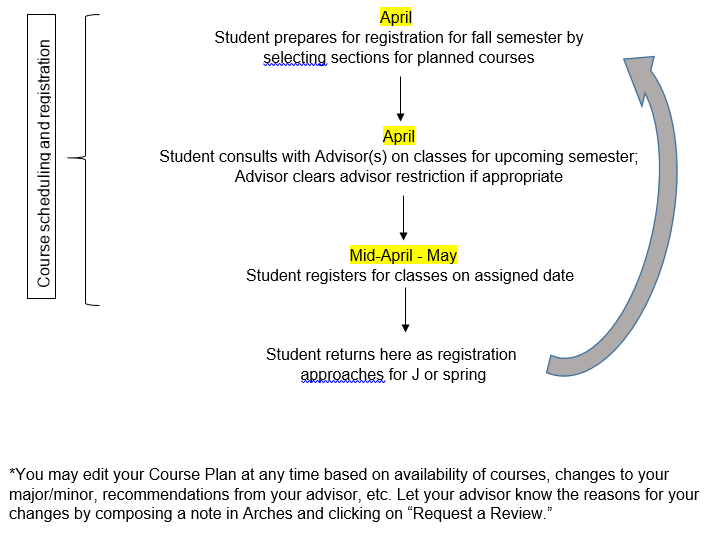 Course scheduling and registration
April
Student prepares for registration for fall semester by
selecting sections for planned courses
April
Student consults with Advisor(s) on classes for upcoming semester;
Advisor clears advisor restriction if appropriate
Mid-April - May
Student registers for classes on assigned date
Student returns here as registration
approaches for J or spring
*You may edit your Course Plan at any time based on availability of courses, changes to your
major/minor, recommendations from your advisor, etc. Let your advisor know the reasons for your
changes by composing a note in Arches and clicking on “Request a Review.”